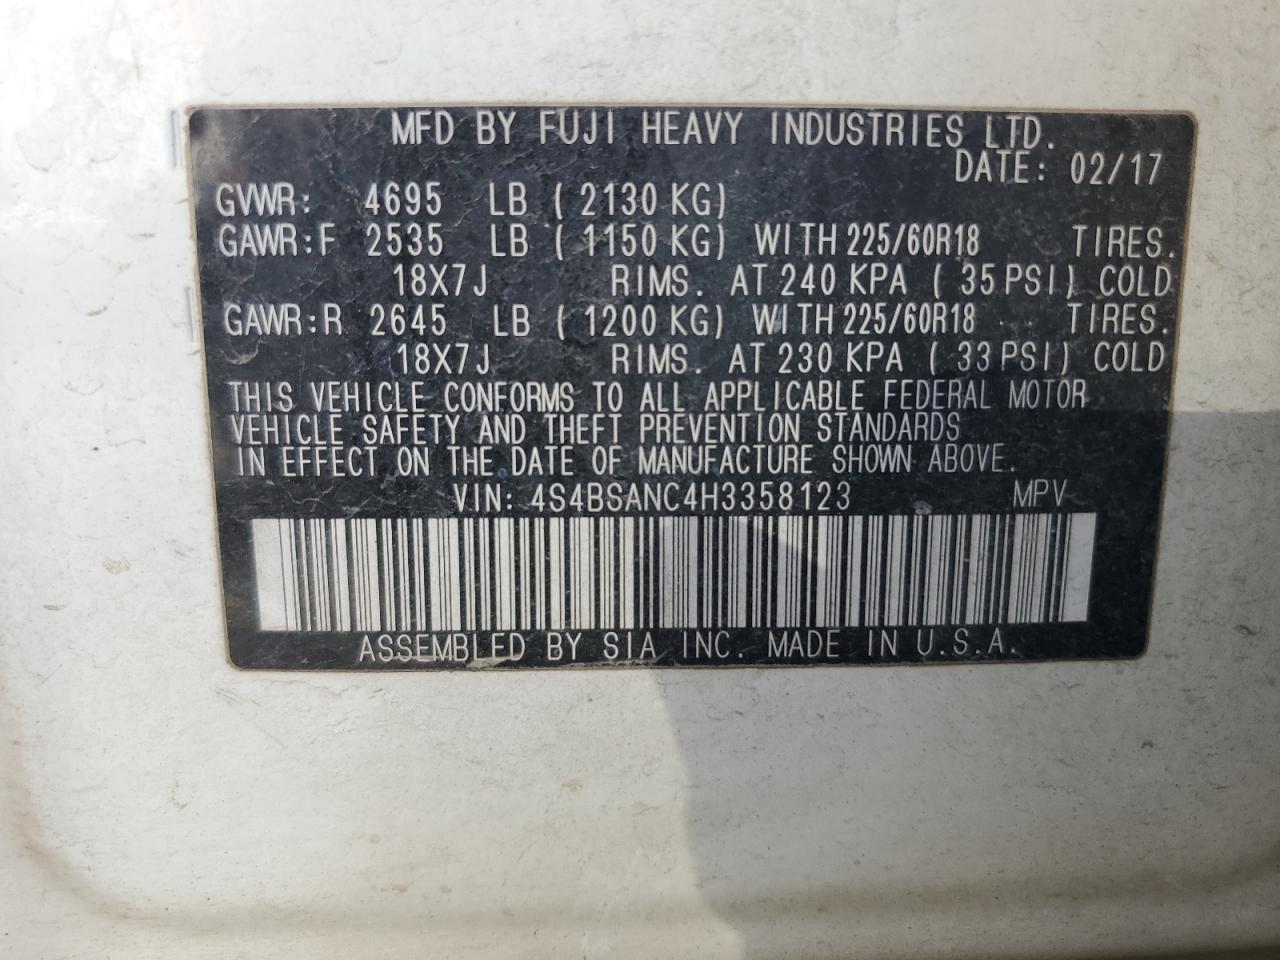 MFD BY FUJI HEAVY INDUSTRIES LTD.
DATE: 02/17
GVWR: 4695 LB ( 2130 KG)
GAWR:F 2535 LB ( 1150 KG) WITH 225/60R18 TIRES.
18X7J RIMS. AT 240 KPA ( 35 PSI) COLD
GAWR:R 2645 LB ( 1200 KG) WITH 225/60R18 TIRES.
18X7J RIMS. AT 230 KPA ( 33 PSI) COLD
THIS VEHICLE CONFORMS TO ALL APPLICABLE FEDERAL MOTOR
VEHICLE SAFETY AND THEFT PREVENTION STANDARDS
IN EFFECT ON THE DATE OF MANUFACTURE SHOWN ABOVE.
VIN: 4S4BSANC4H3358123 MPV
ASSEMBLED BY SIA INC. MADE IN U.S.A.